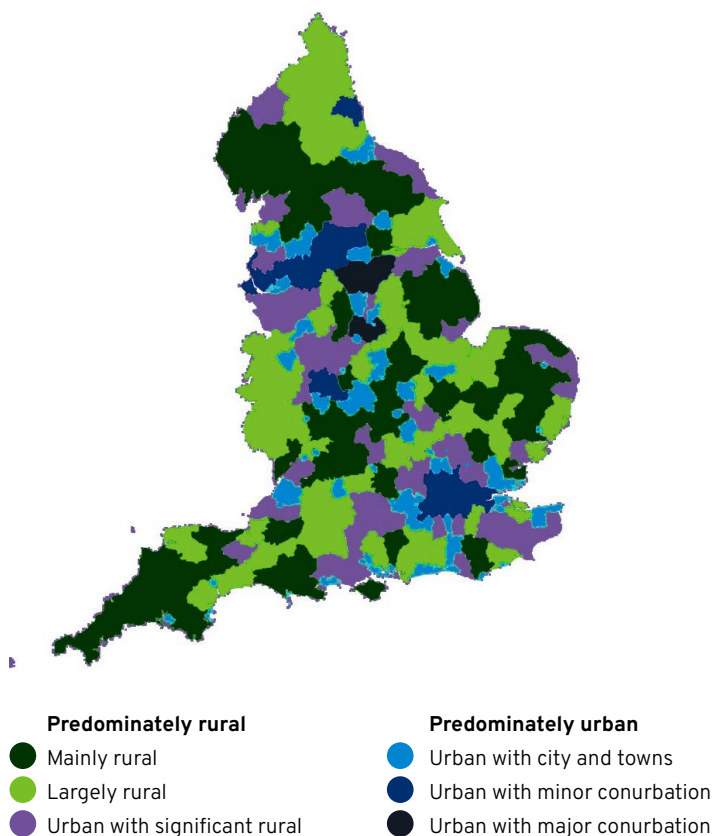 Predominately rural
Mainly rural
Largely rural
Urban with significant rural
Predominately urban
Urban with city and towns
Urban with minor conurbation
Urban with major conurbation